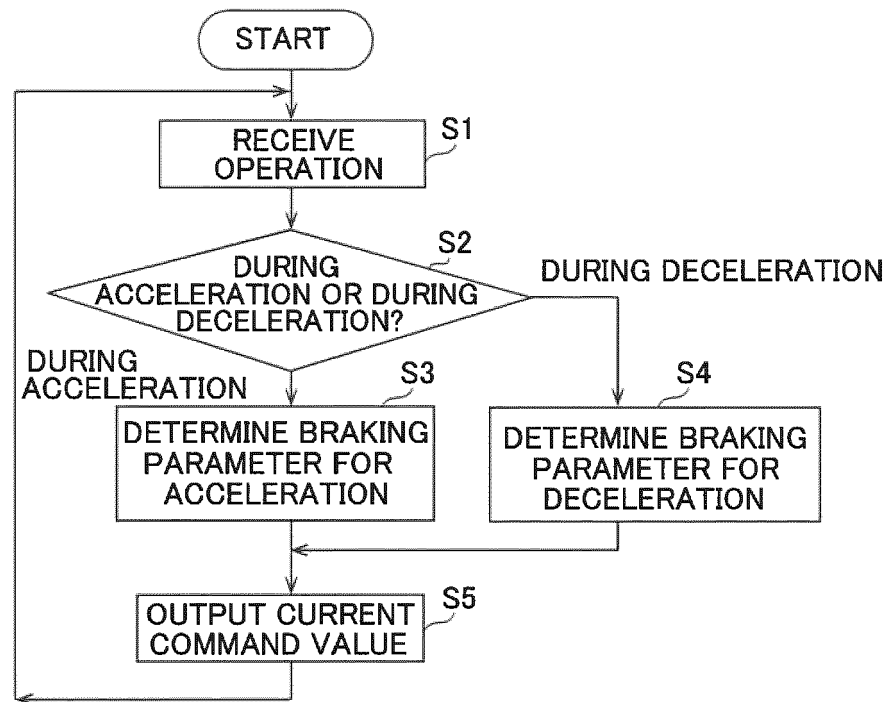 START
RECEIVE
OPERATION
S1
S2
DURING
ACCELERATION OR DURING
DECELERATION?
DURING DECELERATION
DURING
ACCELERATION
S3
DETERMINE BRAKING
PARAMETER FOR
ACCELERATION
S4
DETERMINE BRAKING
PARAMETER FOR
DECELERATION
S5
OUTPUT CURRENT
COMMAND VALUE